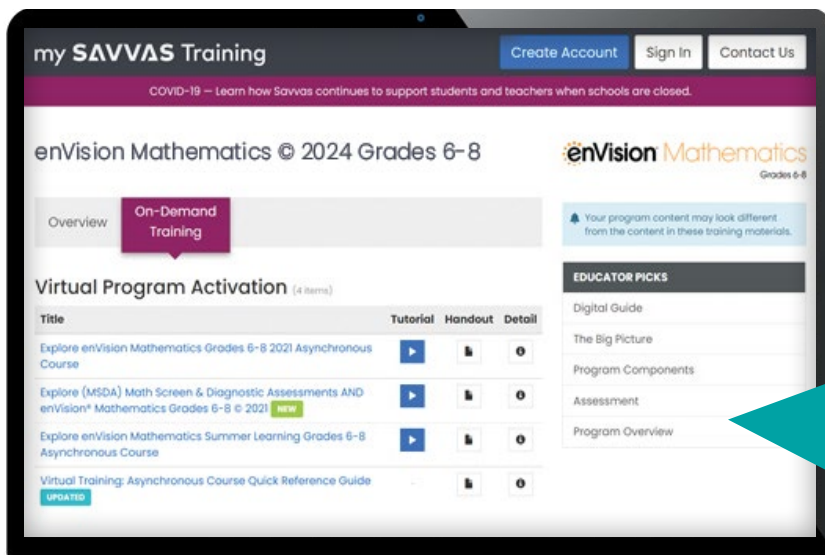 my SAVVAS Training
Create Account
Sign In
Contact Us
COVID-19 — Learn how Savvas continues to support students and teachers when schools are closed.
enVision Mathematics © 2024 Grades 6-8
enVision Mathematics
Grades 6-8
Overview
On-Demand
Training
Your program content may look different
from the content in these training materials.
Virtual Program Activation (4 items)
Title Tutorial Handout Detail
Explore enVision Mathematics Grades 6-8 2021 Asynchronous
Course
Explore (MSDA) Math Screen & Diagnostic Assessments AND
enVision® Mathematics Grades 6-8 © 2021 NEW
Explore enVision Mathematics Summer Learning Grades 6-8
Asynchronous Course
Virtual Training: Asynchronous Course Quick Reference Guide
UPDATED
EDUCATOR PICKS
Digital Guide
The Big Picture
Program Components
Assessment
Program Overview